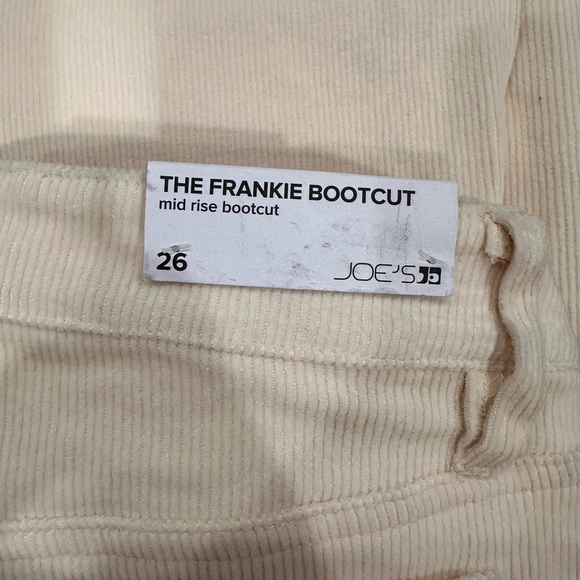 THE FRANKIE BOOTCUT
mid rise bootcut
26
JOE'S